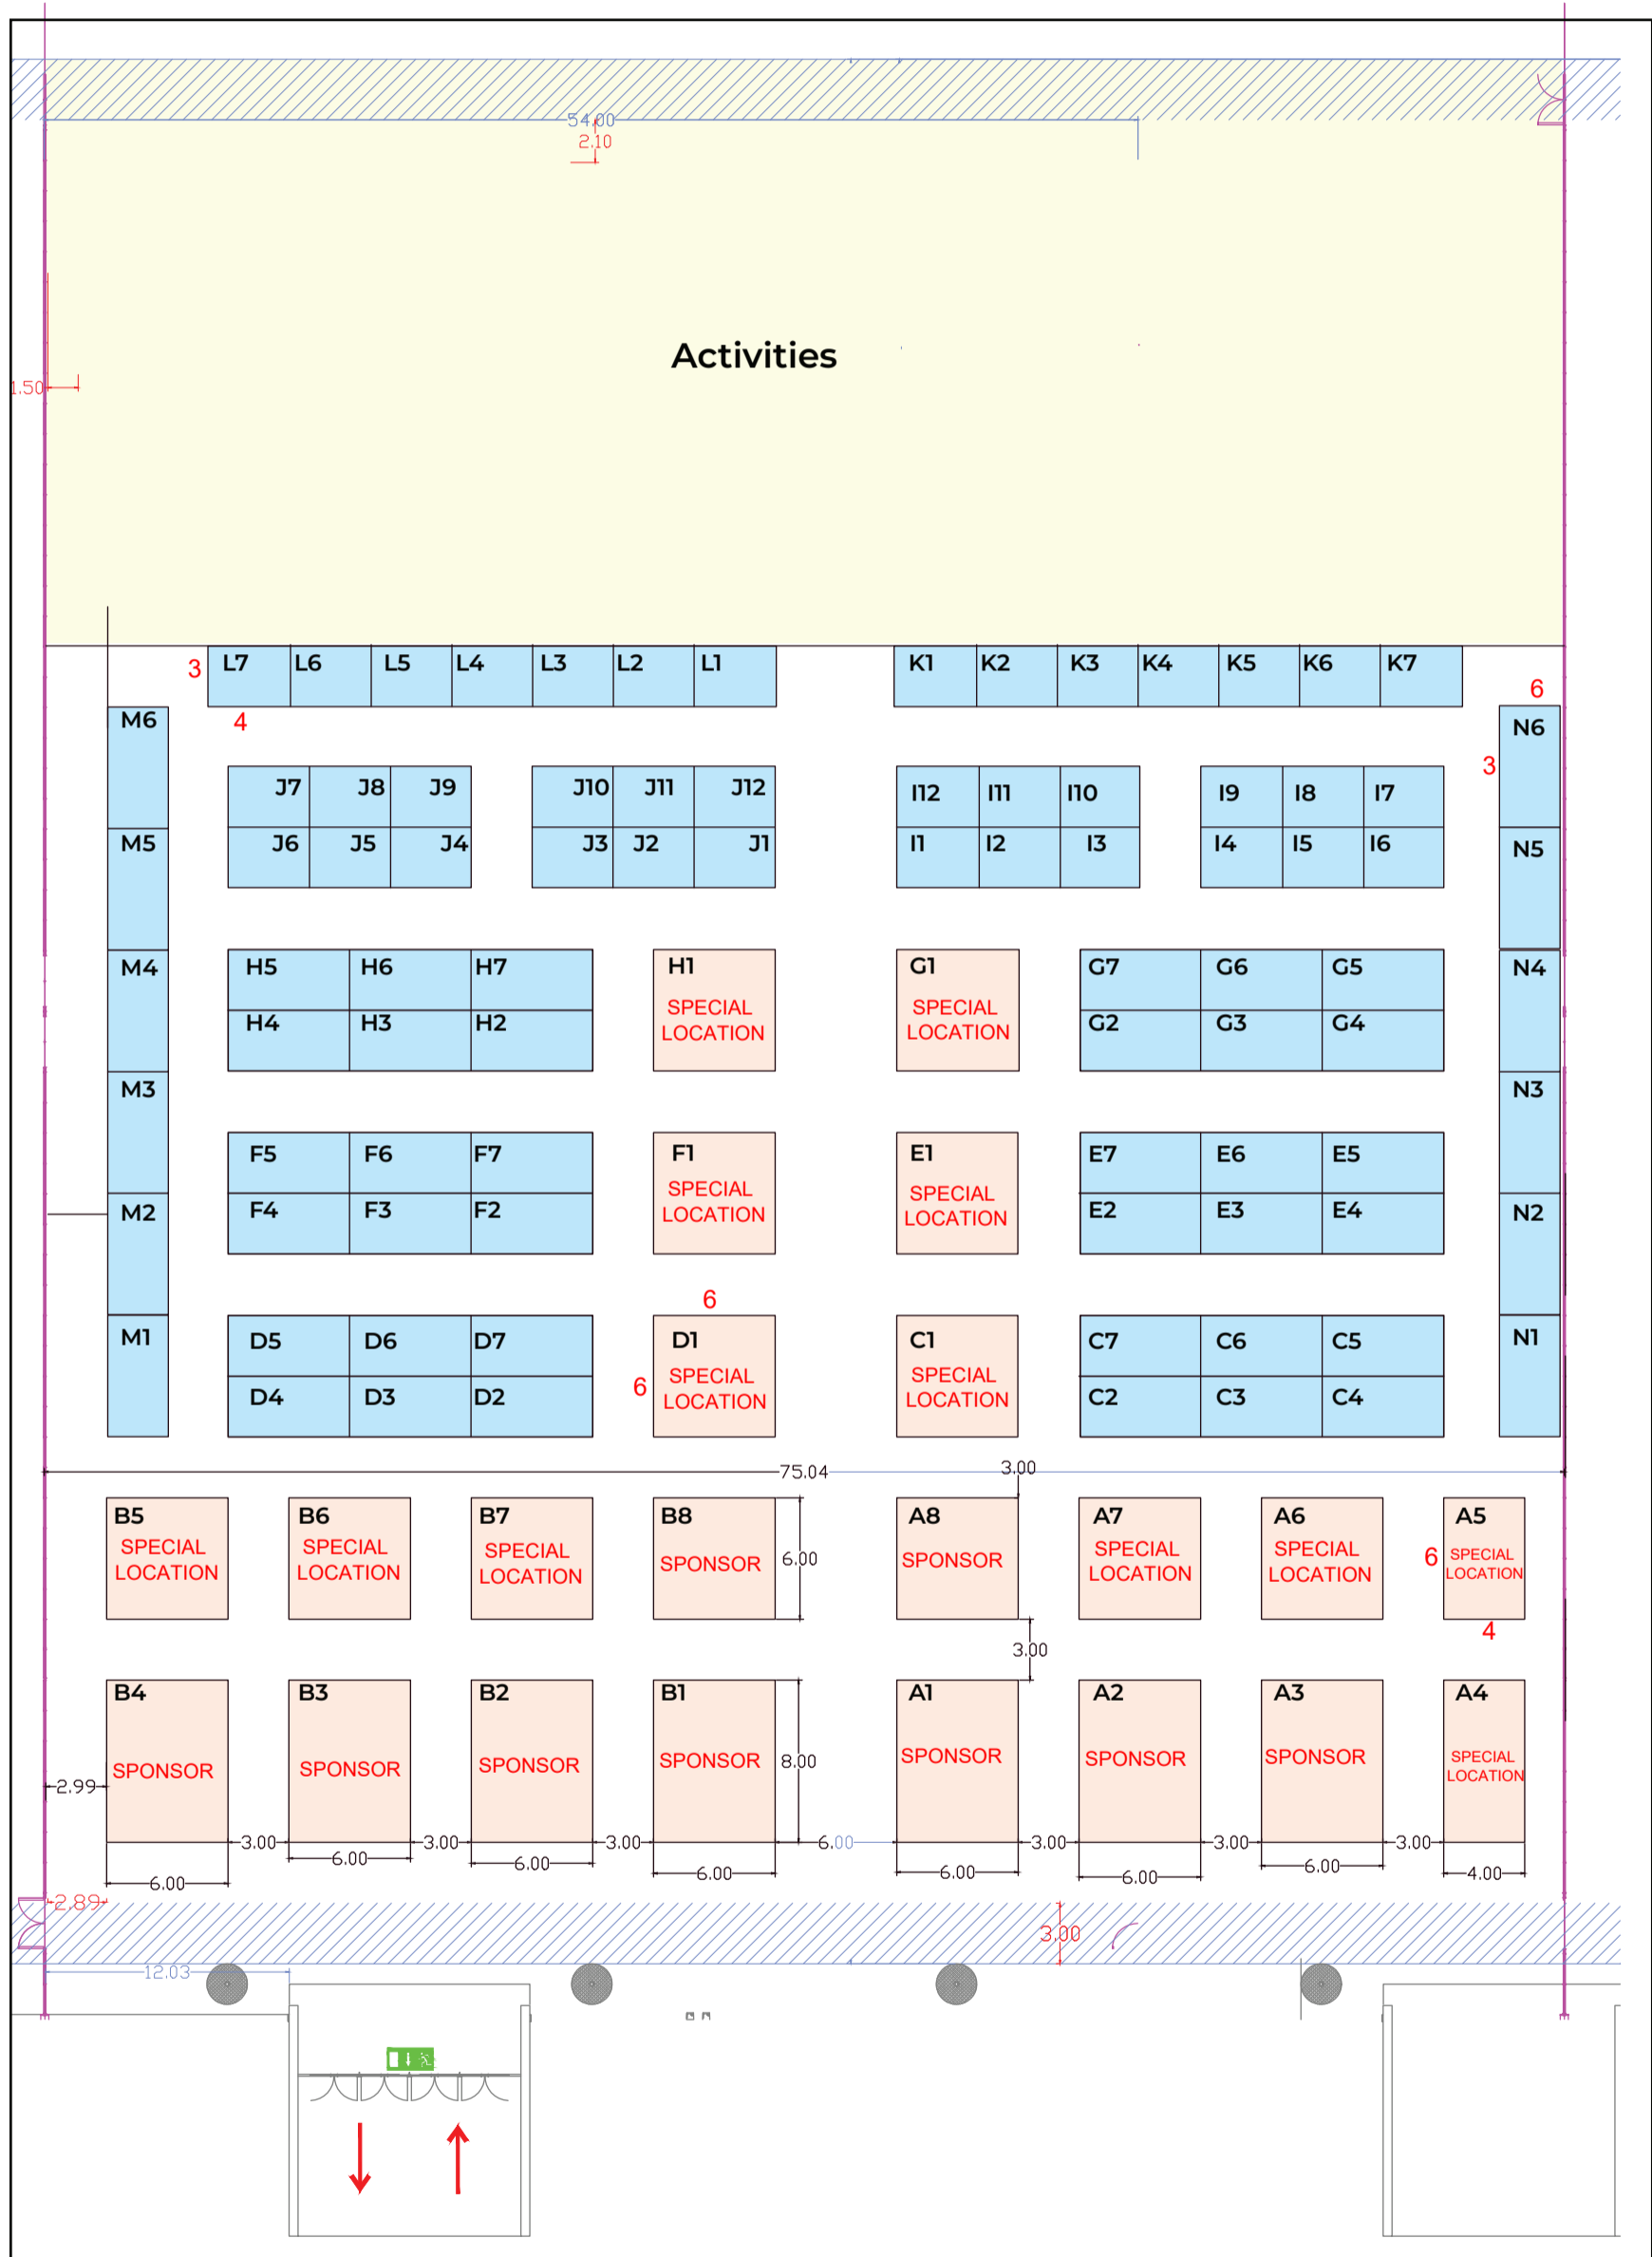 54.00
2.10
Activities
1.50
3
L7 L6 L5 L4 L3 L2 L1 K1 K2 K3 K4 K5 K6 K7
4
6
M6 N6
3
J7 J8 J9 J10 J11 J12 I12 I11 I10 I9 I8 I7
M5 J6 J5 J4 J3 J2 J1 I1 I2 I3 I4 I5 I6 N5
M4 H5 H6 H7 H1 G1 G7 G6 G5 N4
SPECIAL SPECIAL
LOCATION LOCATION
H4 H3 H2 G2 G3 G4
M3 N3
F5 F6 F7 F1 E1 E7 E6 E5
SPECIAL SPECIAL
LOCATION LOCATION
M2 F4 F3 F2 E2 E3 E4 N2
6
M1 D5 D6 D7 D1 C1 C7 C6 C5 N1
6
SPECIAL SPECIAL
LOCATION LOCATION
D4 D3 D2 C2 C3 C4
75.04 3.00
B5 B6 B7 B8 A8 A7 A6 A5
SPECIAL SPECIAL SPECIAL SPONSOR 6.00 SPONSOR SPECIAL SPECIAL 6 SPECIAL
LOCATION LOCATION LOCATION LOCATION LOCATION LOCATION
4
3.00
B4 B3 B2 B1 A1 A2 A3 A4
SPONSOR SPONSOR SPONSOR SPONSOR 8.00 SPONSOR SPONSOR SPONSOR SPECIAL
LOCATION
2.99
3.00 3.00 3.00 6.00 3.00 3.00 3.00
6.00 6.00 6.00 6.00 6.00 6.00 6.00 4.00
2.89
3.00
12.03